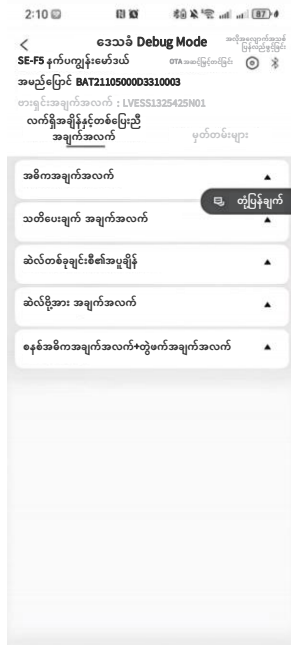 2:10
87
ဒေသခံ Debug Mode
အလိုအလျောက်အသစ်
ပြန်လည်ဖွင့်ခြင်း
SE-F5 နက်ပကျွန်းမော်ဒယ်
OTA အဆင့်မြှင့်တင်ခြင်း
အမည်ပြောင် BAT21105000D3310003
ဗားရှင်းအချက်အလက် : LVESS1325425N01
လက်ရှိအချိန်နှင့်တစ်ပြေးညီ
အချက်အလက်
မှတ်တမ်းများ
အဓိကအချက်အလက်
တုံ့ပြန်ချက်
သတိပေးချက် အချက်အလက်
ဆဲလ်တစ်ခုချင်းစီ၏အပူချိန်
ဆဲလ်ဗို့အား အချက်အလက်
စနစ်အဓိကအချက်အလက်+တွဲဖက်အချက်အလက်